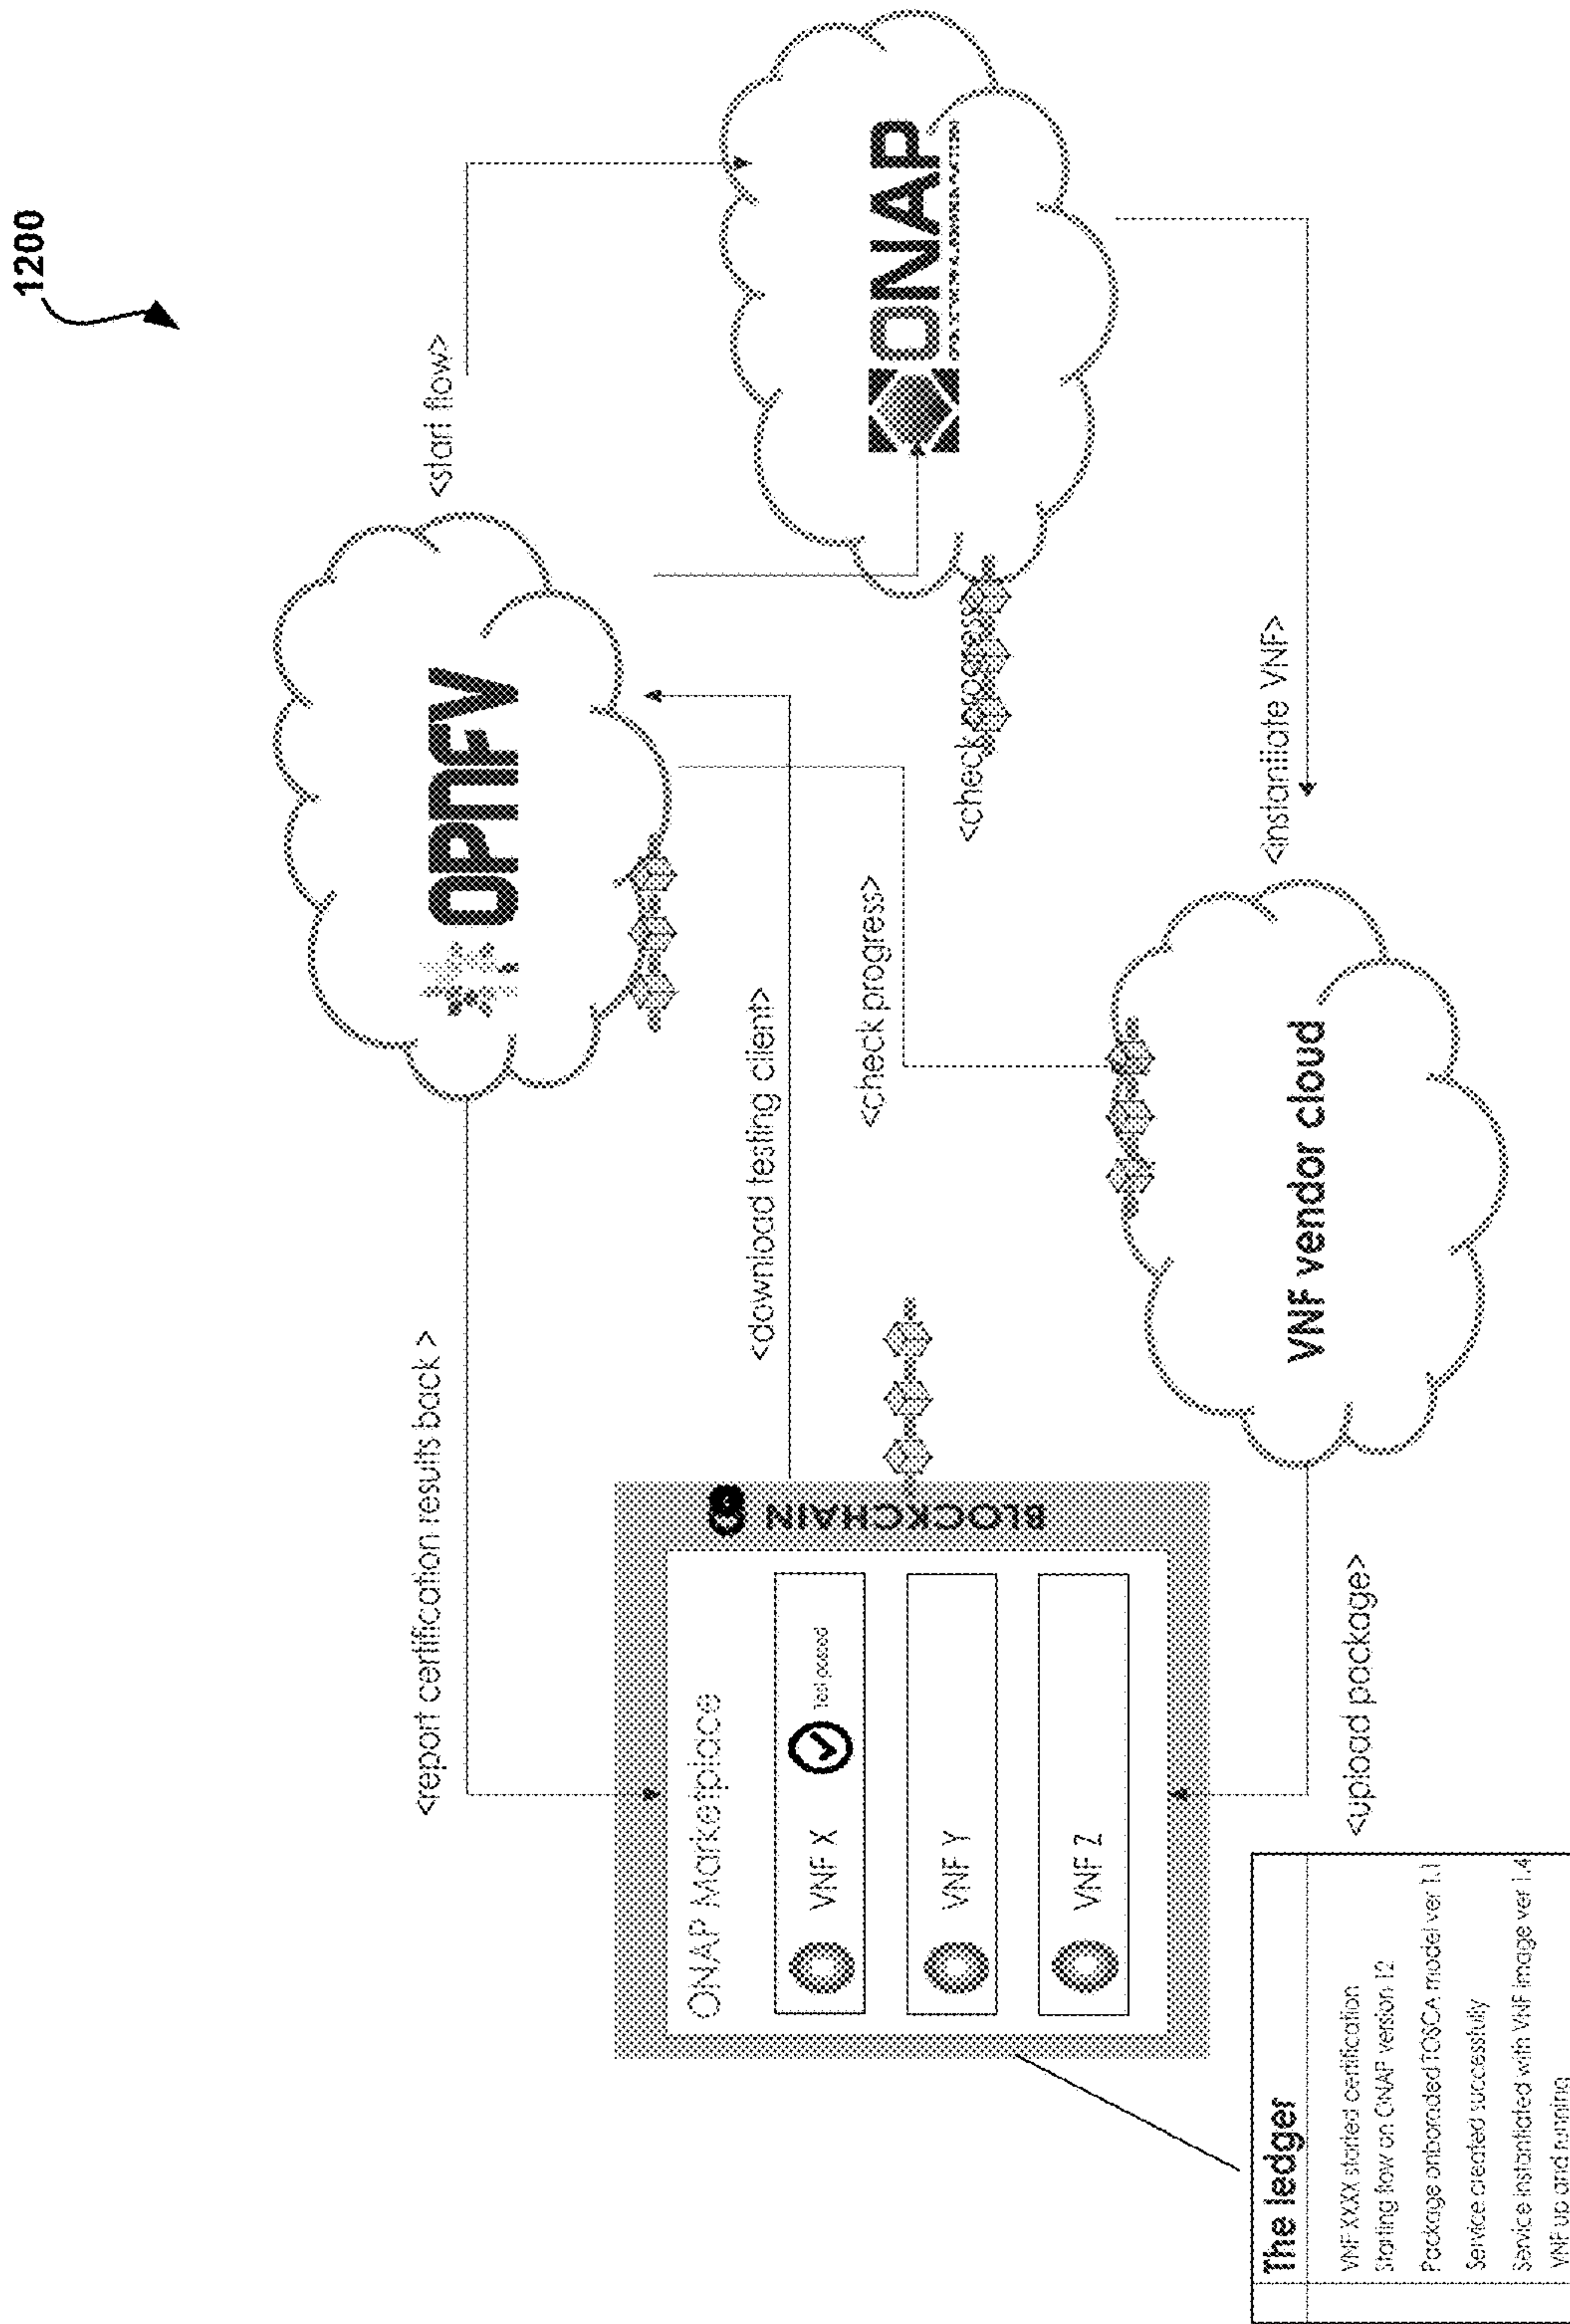 1200
<start flow>
<report certification results back >
OPNFV
ONAP
<download testing client>
<check progress>
<check progress>
<instantiate VNF>
ONAP Marketplace
VNF X
Test passed
VNF Y
VNF Z
BLOCKCHAIN
VNF vendor cloud
<upload package>
The ledger
VNF XXXX started certification
Starting flow on ONAP version 12
Package onboraded TOSCA model ver 1.1
Service created successfully
Service instantiated with VNF image ver 1.4
VNF up and running